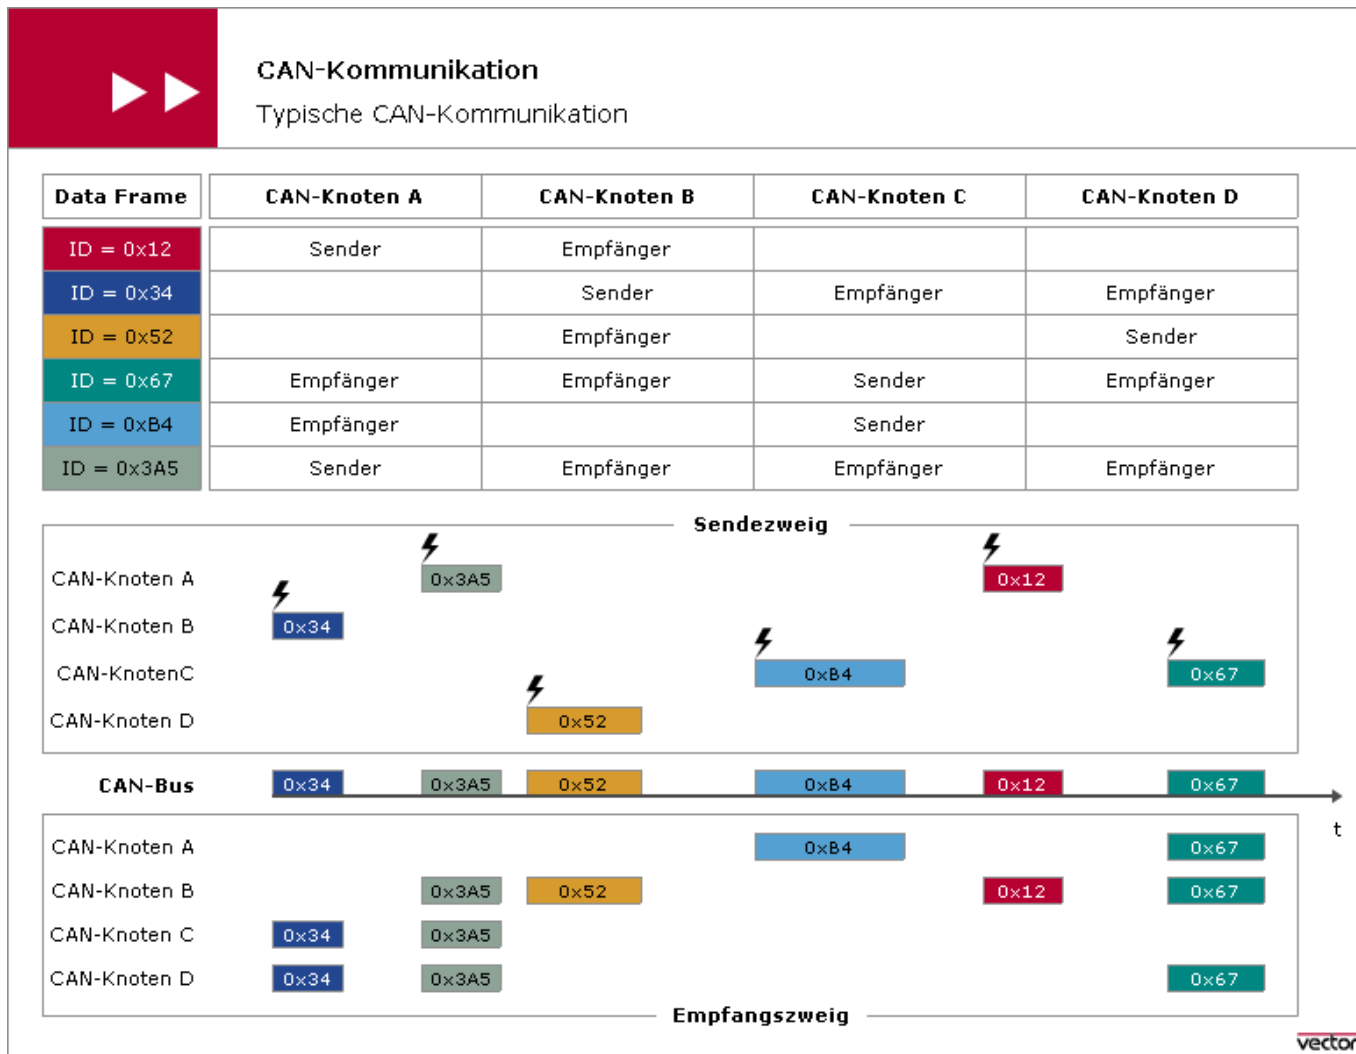 CAN-Kommunikation
Typische CAN-Kommunikation
Data Frame CAN-Knoten A CAN-Knoten B CAN-Knoten C CAN-Knoten D
ID = 0x12 Sender Empfänger
ID = 0x34 Sender Empfänger Empfänger
ID = 0x52 Empfänger Sender
ID = 0x67 Empfänger Empfänger Sender Empfänger
ID = 0xB4 Empfänger Sender
ID = 0x3A5 Sender Empfänger Empfänger Empfänger
Sendezweig
CAN-Knoten A 0x3A5 0x12
CAN-Knoten B 0x34
CAN-KnotenC 0xB4 0x67
CAN-Knoten D 0x52
CAN-Bus 0x34 0x3A5 0x52 0xB4 0x12 0x67
t
CAN-Knoten A 0xB4 0x67
CAN-Knoten B 0x3A5 0x52 0x12 0x67
CAN-Knoten C 0x34 0x3A5
CAN-Knoten D 0x34 0x3A5 0x67
Empfangszweig
vector